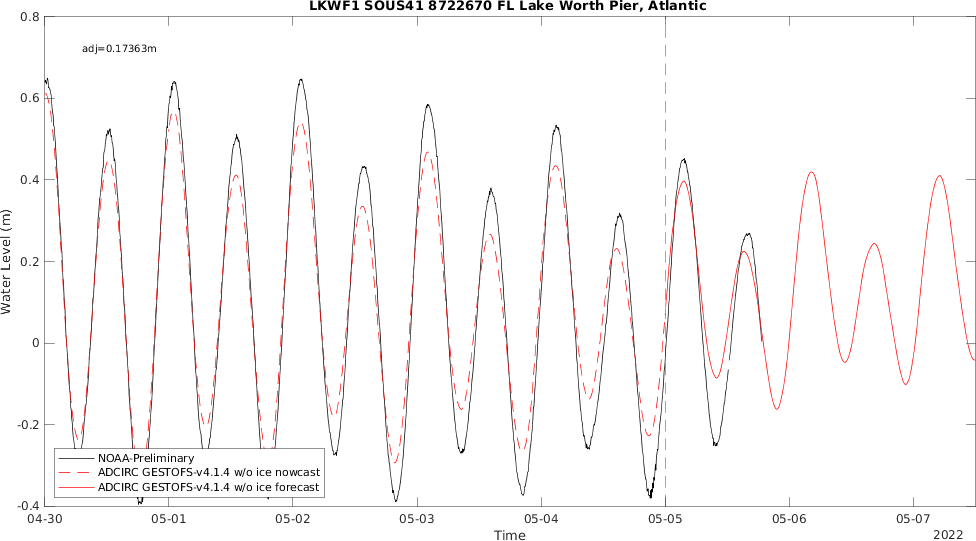 LKWF1 SOUS41 8722670 FL Lake Worth Pier, Atlantic
0.8
adj=0.17363m
0.6
0.4
0.2
0
-0.2
-0.4
Water Level (m)
NOAA-Preliminary
ADCIRC GESTOFS-v4.1.4 w/o ice nowcast
ADCIRC GESTOFS-v4.1.4 w/o ice forecast
04-30 05-01 05-02 05-03 05-04 05-05 05-06 05-07
Time
2022